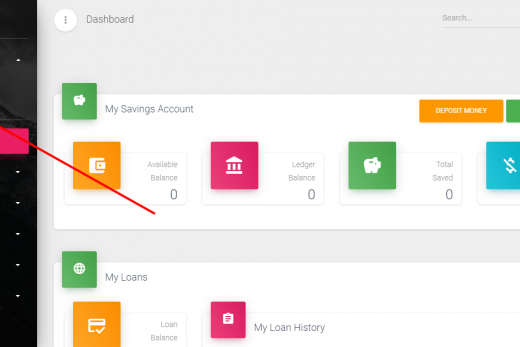 Dashboard
Search...
My Savings Account
DEPOSIT MONEY
Available
Balance
0
Ledger
Balance
0
Total
Saved
0
My Loans
Loan
Balance
My Loan History